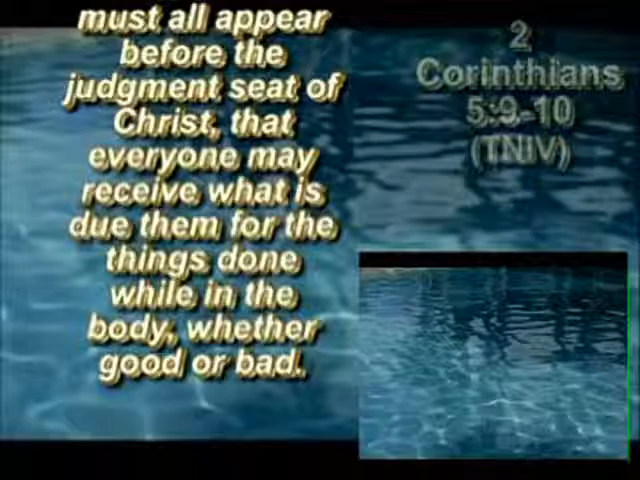 must all appear
before the
judgment seat of
Christ, that
everyone may
receive what is
due them for the
things done
while in the
body, whether
good or bad.
2
Corinthians
5:9-10
(TNIV)